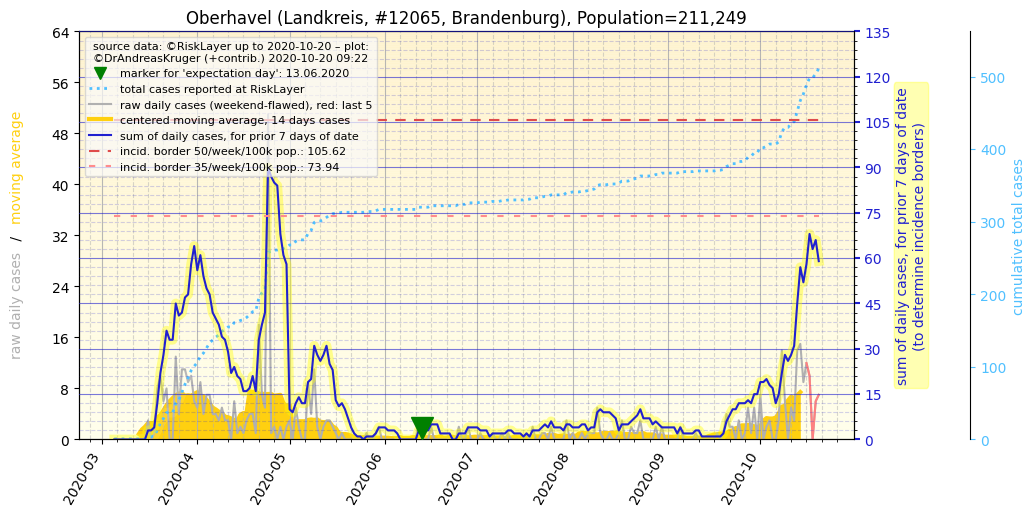 Oberhavel (Landkreis, #12065, Brandenburg), Population=211,249
source data: ©RiskLayer up to 2020-10-20 – plot:
©DrAndreasKruger (+contrib.) 2020-10-20 09:22
marker for 'expectation day': 13.06.2020
total cases reported at RiskLayer
raw daily cases (weekend-flawed), red: last 5
centered moving average, 14 days cases
sum of daily cases, for prior 7 days of date
incid. border 50/week/100k pop.: 105.62
incid. border 35/week/100k pop.: 73.94
raw daily cases / moving average
64
56
48
40
32
24
16
8
0
2020-03
2020-04
2020-05
2020-06
2020-07
2020-08
2020-09
2020-10
135
120
105
90
75
60
45
30
15
0
sum of daily cases, for prior 7 days of date
(to determine incidence borders)
500
400
300
200
100
0
cumulative total cases